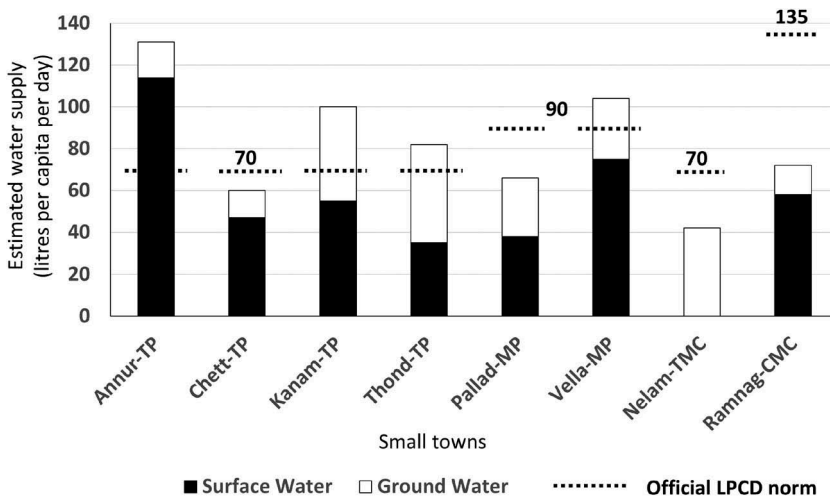 Estimated water supply
(litres per capita per day)
140
120
100
80
60
40
20
0
70
90
70
135
Annur-TP
Chett-TP
Kanam-TP
Thond-TP
Pallad-MP
Vella-MP
Nelam-TMC
Ramnag-CMC
Small towns
Surface Water
Ground Water
Official LPCD norm